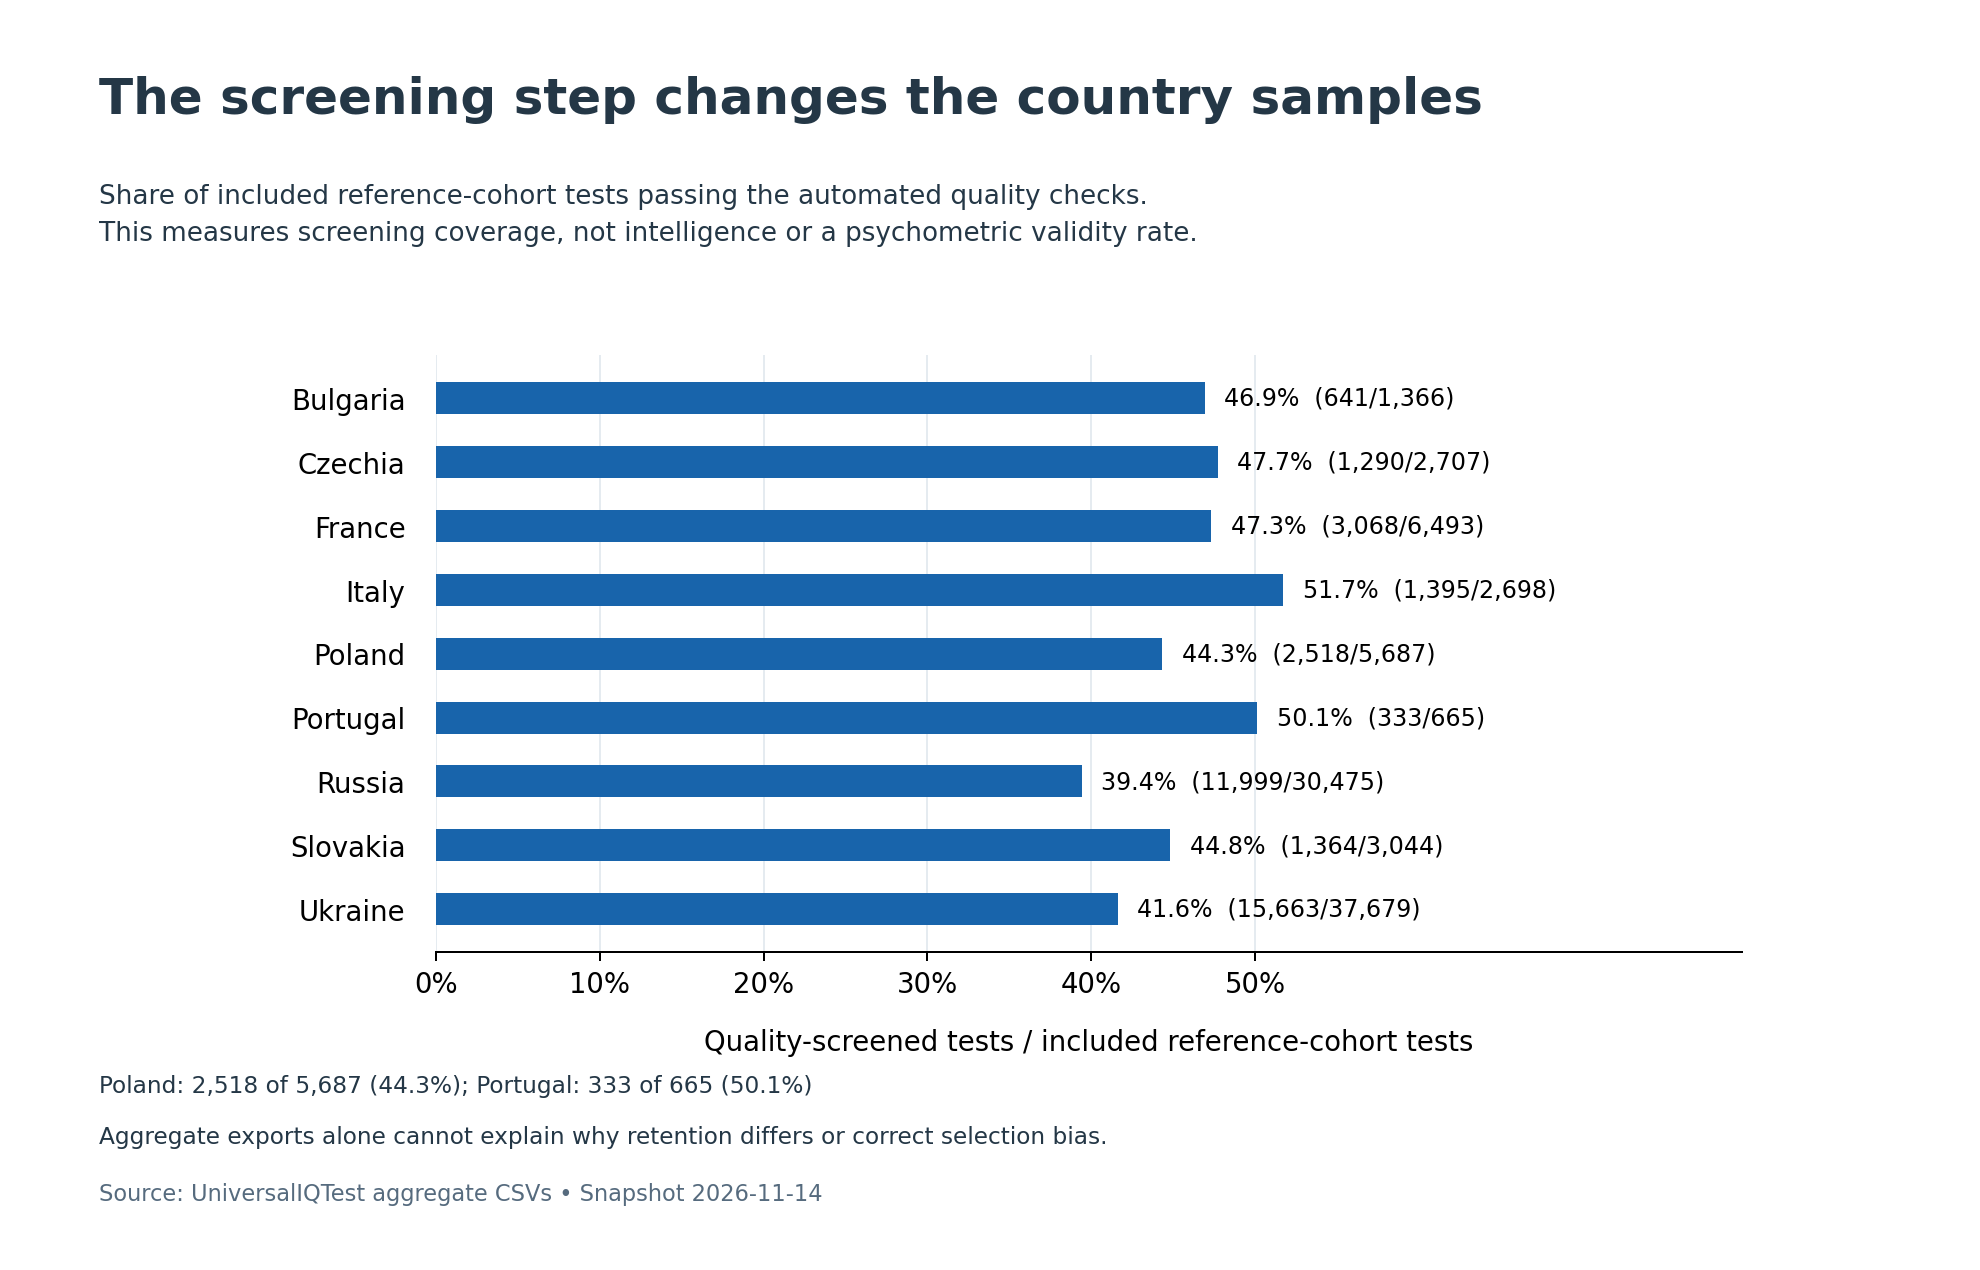 The screening step changes the country samples
Share of included reference-cohort tests passing the automated quality checks.
This measures screening coverage, not intelligence or a psychometric validity rate.
Bulgaria 46.9% (641/1,366)
Czechia 47.7% (1,290/2,707)
France 47.3% (3,068/6,493)
Italy 51.7% (1,395/2,698)
Poland 44.3% (2,518/5,687)
Portugal 50.1% (333/665)
Russia 39.4% (11,999/30,475)
Slovakia 44.8% (1,364/3,044)
Ukraine 41.6% (15,663/37,679)
0% 10% 20% 30% 40% 50%
Quality-screened tests / included reference-cohort tests
Poland: 2,518 of 5,687 (44.3%); Portugal: 333 of 665 (50.1%)
Aggregate exports alone cannot explain why retention differs or correct selection bias.
Source: UniversalIQTest aggregate CSVs • Snapshot 2026-11-14